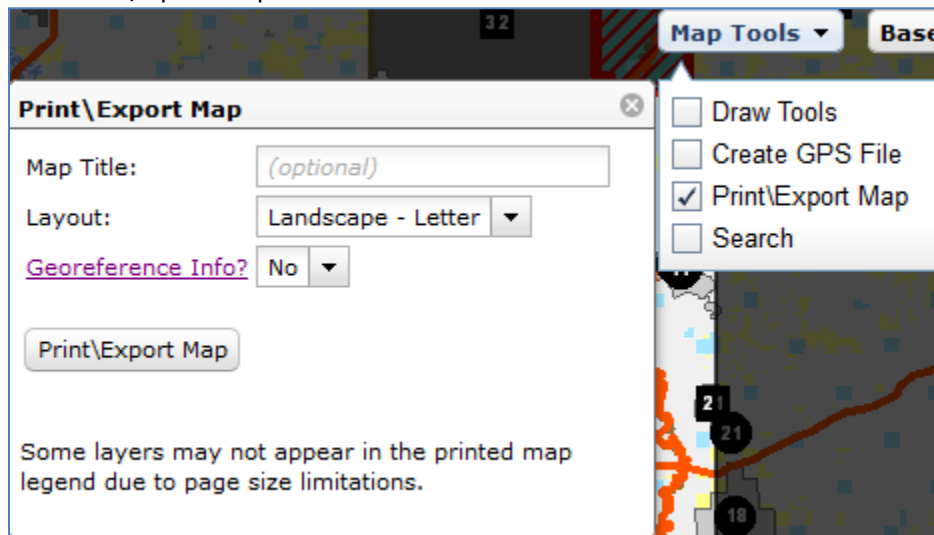 32
Map Tools
Base
Print\Export Map
Map Title: (optional)
Layout: Landscape - Letter
Georeference Info? No
Print\Export Map
Some layers may not appear in the printed map
legend due to page size limitations.
Draw Tools
Create GPS File
Print\Export Map
Search
21
21
18